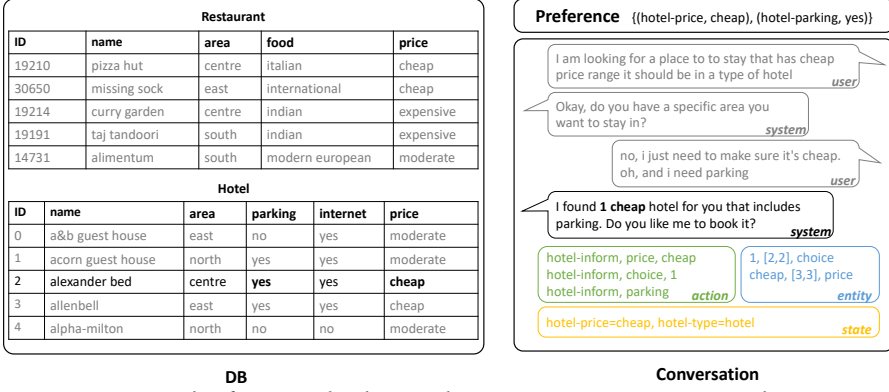 Restaurant
ID name area food price
19210 pizza hut centre italian cheap
30650 missing sock east international cheap
19214 curry garden centre indian expensive
19191 taj tandoori south indian expensive
14731 alimentum south modern european moderate
Hotel
ID name area parking internet price
0 a&b guest house east no yes moderate
1 acorn guest house north yes yes moderate
2 alexander bed centre yes yes cheap
3 allenbell east yes yes cheap
4 alpha-milton north no no moderate
DB
Preference {(hotel-price, cheap), (hotel-parking, yes)}
I am looking for a place to to stay that has cheap
price range it should be in a type of hotel
user
Okay, do you have a specific area you
want to stay in?
system
no, i just need to make sure it's cheap.
oh, and i need parking
user
I found 1 cheap hotel for you that includes
parking. Do you like me to book it?
system
hotel-inform, price, cheap
hotel-inform, choice, 1
hotel-inform, parking action
1, [2,2], choice
cheap, [3,3], price
entity
hotel-price=cheap, hotel-type=hotel
state
Conversation